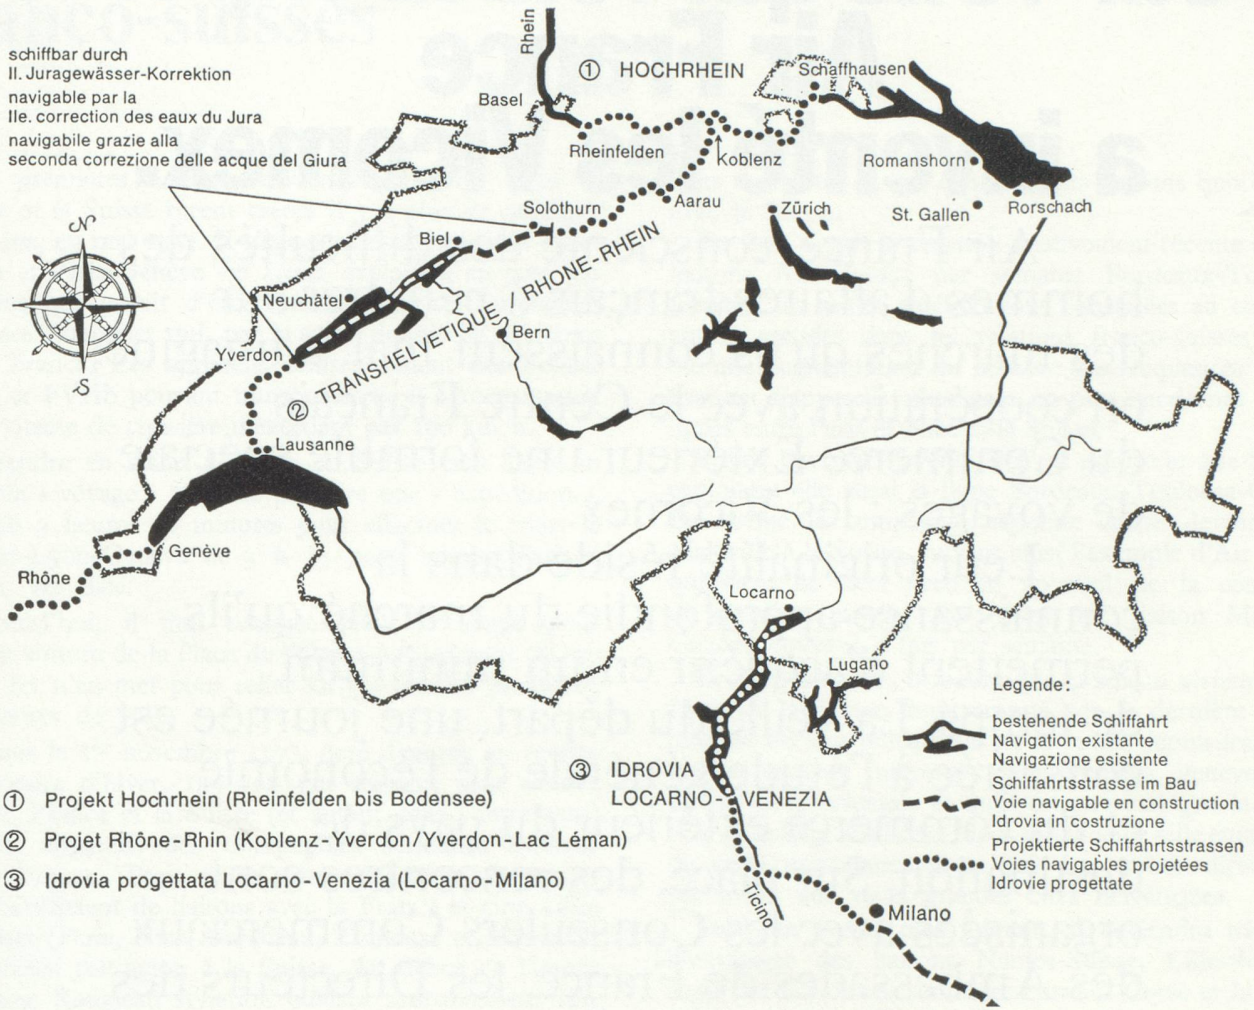 schiffbar durch
II. Juragewässer-Korrektion
navigable par la
IIe. correction des eaux du Jura
navigabile grazie alla
seconda correzione delle acque del Giura
Rhein
① HOCHRHEIN
Schaffhausen
Basel
Rheinfelden
Koblenz
Romanshorn
Aarau
Zürich
St. Gallen
Rorschach
Solothurn
Biel
N
Neuchâtel
Bern
Yverdon
S
② TRANSHELVETIQUE / RHONE-RHEIN
Lausanne
Genève
Rhône
Locarno
Lugano
③ IDROVIA
LOCARNO-VENEZIA
Ticino
Milano
① Projekt Hochrhein (Rheinfelden bis Bodensee)
② Projet Rhône-Rhin (Koblenz-Yverdon/Yverdon-Lac Léman)
③ Idrovia progettata Locarno-Venezia (Locarno-Milano)
Legende:
bestehende Schiffahrt
Navigation existante
Navigazione esistente
Schiffahrtsstrasse im Bau
Voie navigable en construction
Idrovia in costruzione
Projektierte Schiffahrtsstrassen
Voies navigables projetées
Idrovie progettate